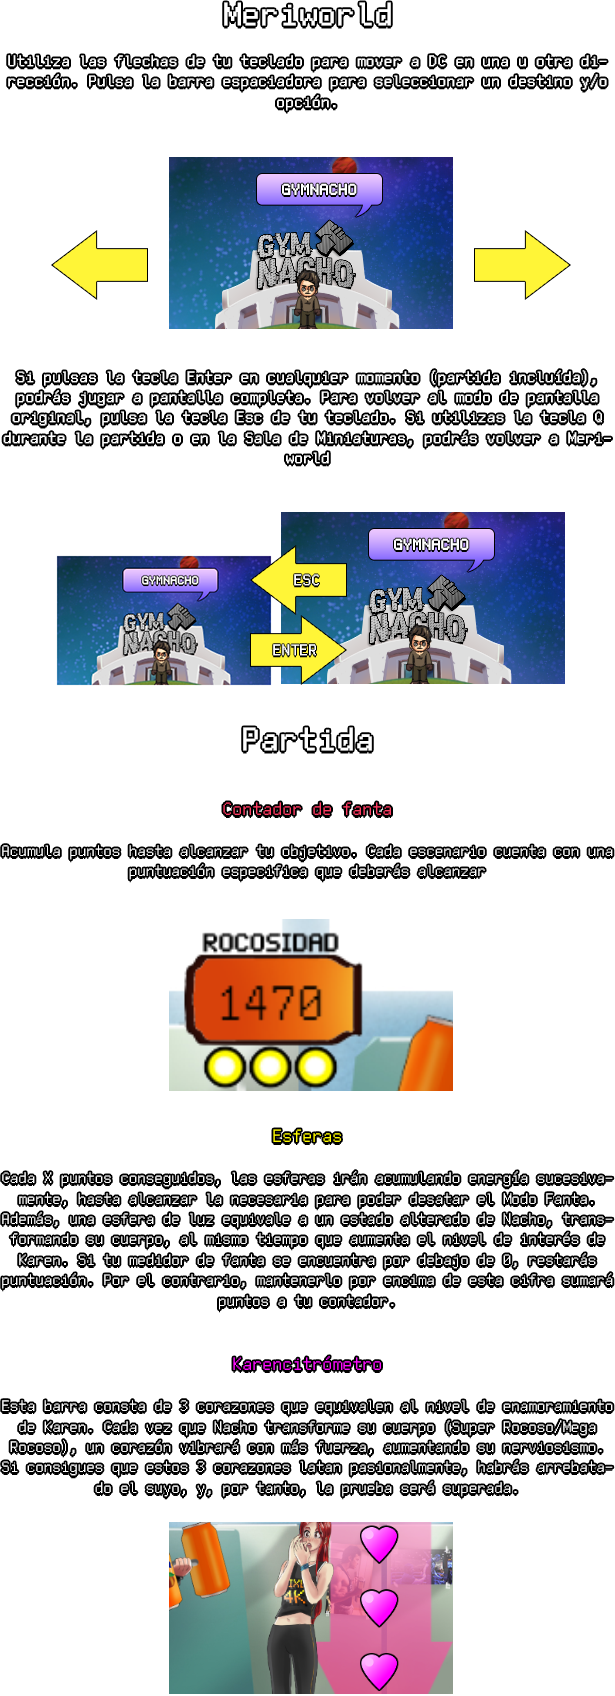 Meriworld
Utiliza las flechas de tu teclado para mover a DC en una u otra di-
rección. Pulsa la barra espaciadora para seleccionar un destino y/o
opción.
GYMNACHO
GYM
NACHO
Si pulsas la tecla Enter en cualquier momento (partida incluída),
podrás jugar a pantalla completa. Para volver al modo de pantalla
original, pulsa la tecla Esc de tu teclado. Si utilizas la tecla Q
durante la partida o en la Sala de Miniaturas, podrás volver a Meri-
world
GYMNACHO
GYM
NACHO
ESC
ENTER
GYMNACHO
GYM
NACHO
Partida
Contador de fanta
Acumula puntos hasta alcanzar tu objetivo. Cada escenario cuenta con una
puntuación especifica que deberás alcanzar
ROCOSIDAD
1470
Esferas
Cada X puntos conseguidos, las esferas irán acumulando energía sucesiva-
mente, hasta alcanzar la necesaria para poder desatar el Modo Fanta.
Además, una esfera de luz equivale a un estado alterado de Nacho, trans-
formando su cuerpo, al mismo tiempo que aumenta el nivel de interés de
Karen. Si tu medidor de fanta se encuentra por debajo de 0, restarás
puntuación. Por el contrario, mantenerlo por encima de esta cifra sumará
puntos a tu contador.
Karencitrómetro
Esta barra consta de 3 corazones que equivalen al nivel de enamoramiento
de Karen. Cada vez que Nacho transforme su cuerpo (Super Rocoso/Mega
Rocoso), un corazón vibrará con más fuerza, aumentando su nerviosismo.
Si consigues que estos 3 corazones latan pasionalmente, habrás arrebata-
do el suyo, y, por tanto, la prueba será superada.
4K